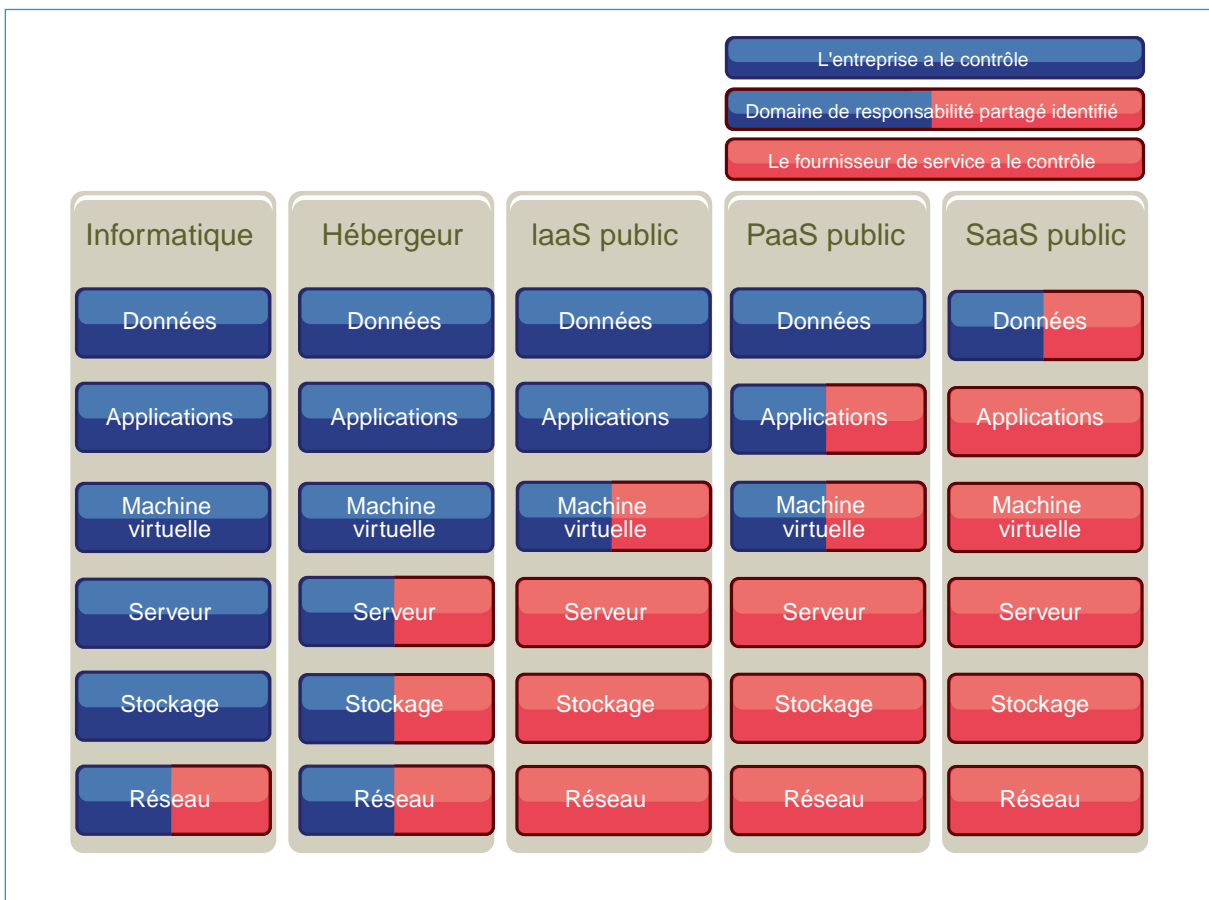 L'entreprise a le contrôle
Domaine de responsabilité partagé identifié
Le fournisseur de service a le contrôle
Informatique
Données
Applications
Machine
virtuelle
Serveur
Stockage
Réseau
Hébergeur
Données
Applications
Machine
virtuelle
Serveur
Stockage
Réseau
IaaS public
Données
Applications
Machine
virtuelle
Serveur
Stockage
Réseau
PaaS public
Données
Applications
Machine
virtuelle
Serveur
Stockage
Réseau
SaaS public
Données
Applications
Machine
virtuelle
Serveur
Stockage
Réseau